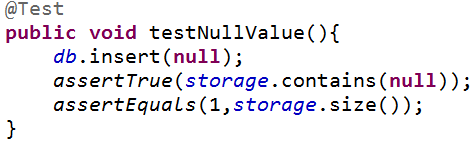 @Test
public void testNullValue(){
    db.insert(null);
    assertTrue(storage.contains(null));
    assertEquals(1,storage.size());
}